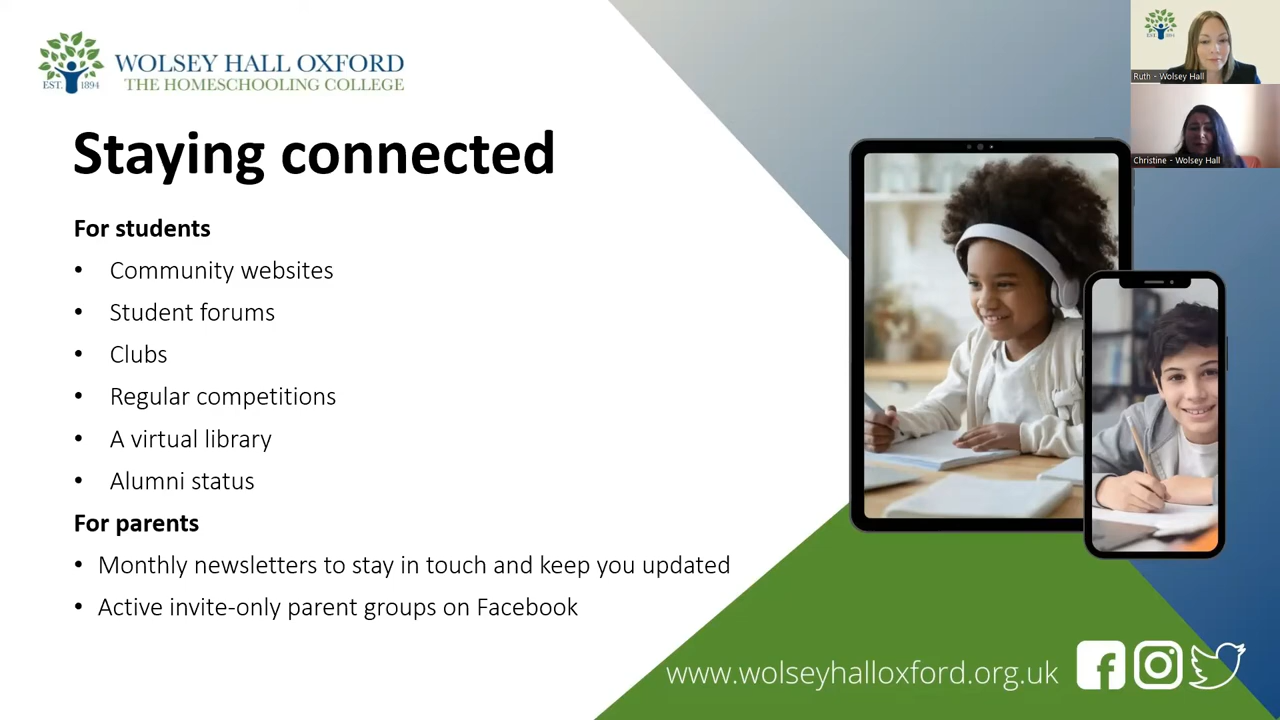 WOLSEY HALL OXFORD
EST. 1894
THE HOMESCHOOLING COLLEGE
Staying connected
For students
• Community websites
• Student forums
• Clubs
• Regular competitions
• A virtual library
• Alumni status
For parents
• Monthly newsletters to stay in touch and keep you updated
• Active invite-only parent groups on Facebook
www.wolseyhalloxford.org.uk
EST. 1894
Ruth - Wolsey Hall
Christine - Wolsey Hall